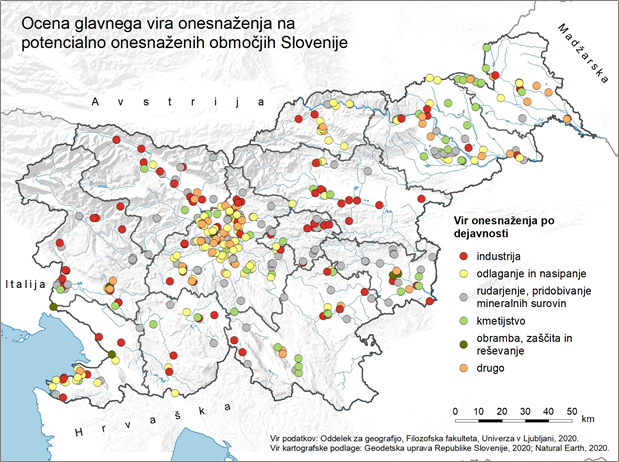 Ocena glavnega vira onesnaženja na
potencialno onesnaženih območjih Slovenije
Madžarska
Avstrija
Italija
Hrvaška
Vir onesnaženja po
dejavnosti
industrija
odlaganje in nasipanje
rudarjenje, pridobivanje
mineralnih surovin
kmetijstvo
obramba, zaščita in
reševanje
drugo
0 10 20 30 40 50
km
Vir podatkov: Oddelek za geografijo, Filozofska fakulteta, Univerza v Ljubljani, 2020.
Vir kartografske podlage: Geodetska uprava Republike Slovenije, 2020; Natural Earth, 2020.